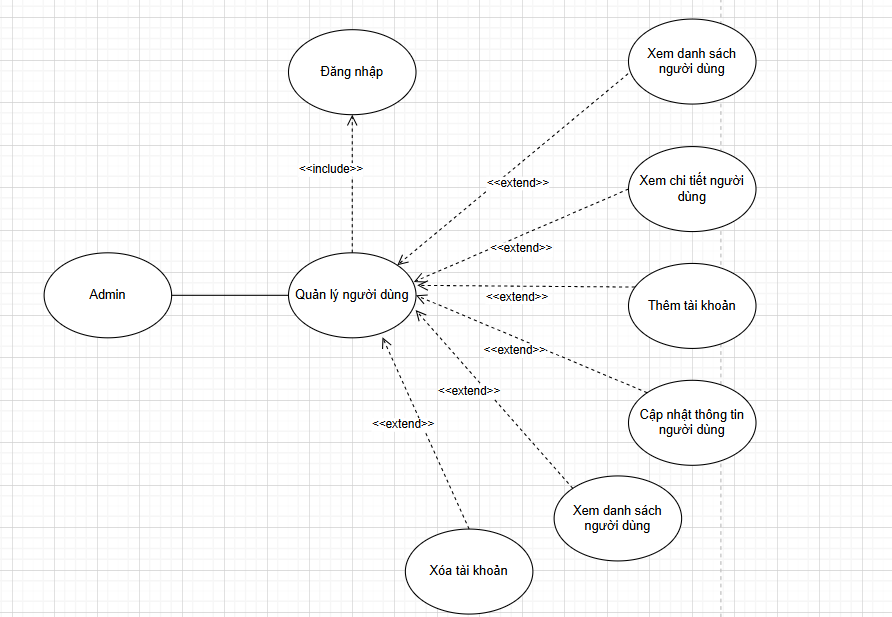 Đăng nhập
Xem danh sách
người dùng
<<include>>
<<extend>>
Xem chi tiết người
dùng
<<extend>>
Admin
Quản lý người dùng
<<extend>>
Thêm tài khoản
<<extend>>
<<extend>>
Cập nhật thông tin
người dùng
<<extend>>
Xem danh sách
người dùng
Xóa tài khoản